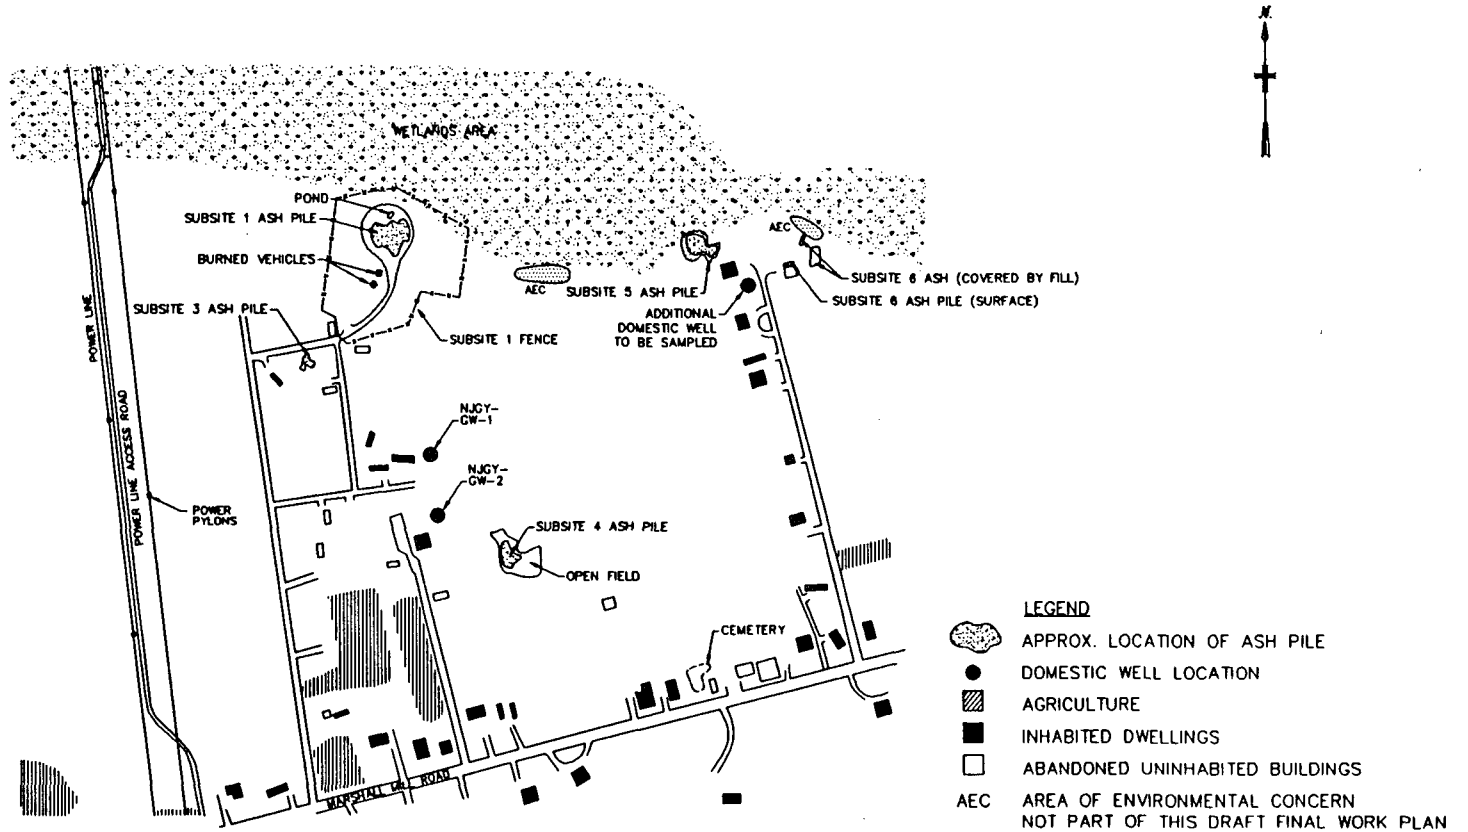 N.
WETLANDS AREA
POND
SUBSITE 1 ASH PILE
AEC
BURNED VEHICLES
SUBSITE 6 ASH (COVERED BY FILL)
AEC
SUBSITE 5 ASH PILE
SUBSITE 6 ASH PILE (SURFACE)
SUBSITE 3 ASH PILE
ADDITIONAL
DOMESTIC WELL
TO BE SAMPLED
SUBSITE 1 FENCE
POWER LINE
POWER LINE ACCESS ROAD
NJGY-
GW-1
NJGY-
GW-2
POWER
PYLONS
SUBSITE 4 ASH PILE
OPEN FIELD
CEMETERY
MARSHALL MILL ROAD
LEGEND
APPROX. LOCATION OF ASH PILE
DOMESTIC WELL LOCATION
AGRICULTURE
INHABITED DWELLINGS
ABANDONED UNINHABITED BUILDINGS
AEC AREA OF ENVIRONMENTAL CONCERN
NOT PART OF THIS DRAFT FINAL WORK PLAN